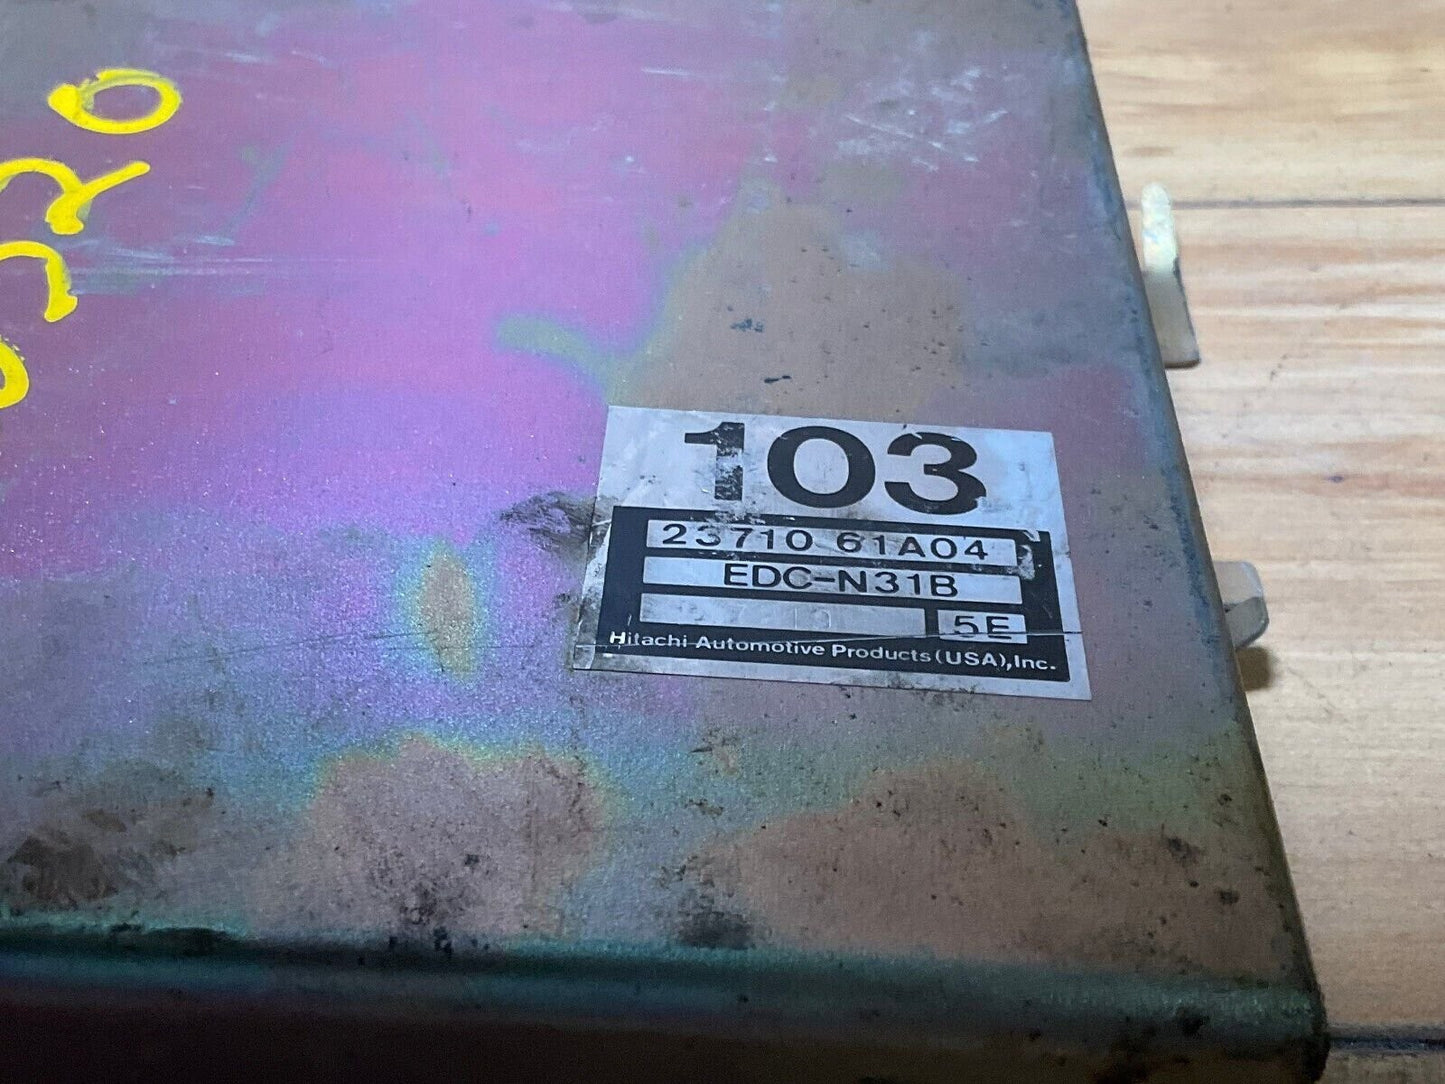 103
23710 61A04
EDC-N31B
5E
Hitachi Automotive Products (USA), Inc.